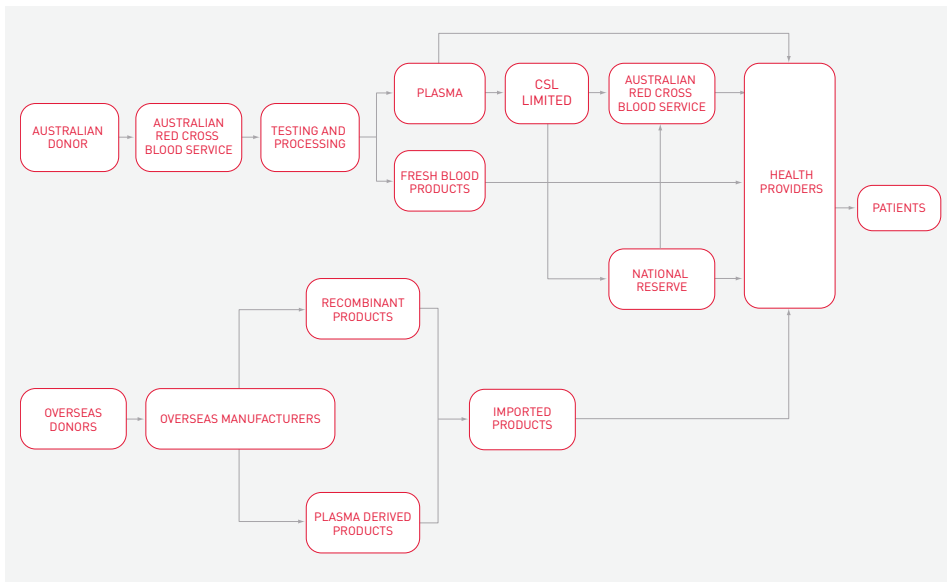 AUSTRALIAN
DONOR
AUSTRALIAN
RED CROSS
BLOOD SERVICE
TESTING AND
PROCESSING
PLASMA
CSL
LIMITED
AUSTRALIAN
RED CROSS
BLOOD SERVICE
FRESH BLOOD
PRODUCTS
HEALTH
PROVIDERS
PATIENTS
NATIONAL
RESERVE
RECOMBINANT
PRODUCTS
OVERSEAS
DONORS
OVERSEAS MANUFACTURERS
IMPORTED
PRODUCTS
PLASMA DERIVED
PRODUCTS